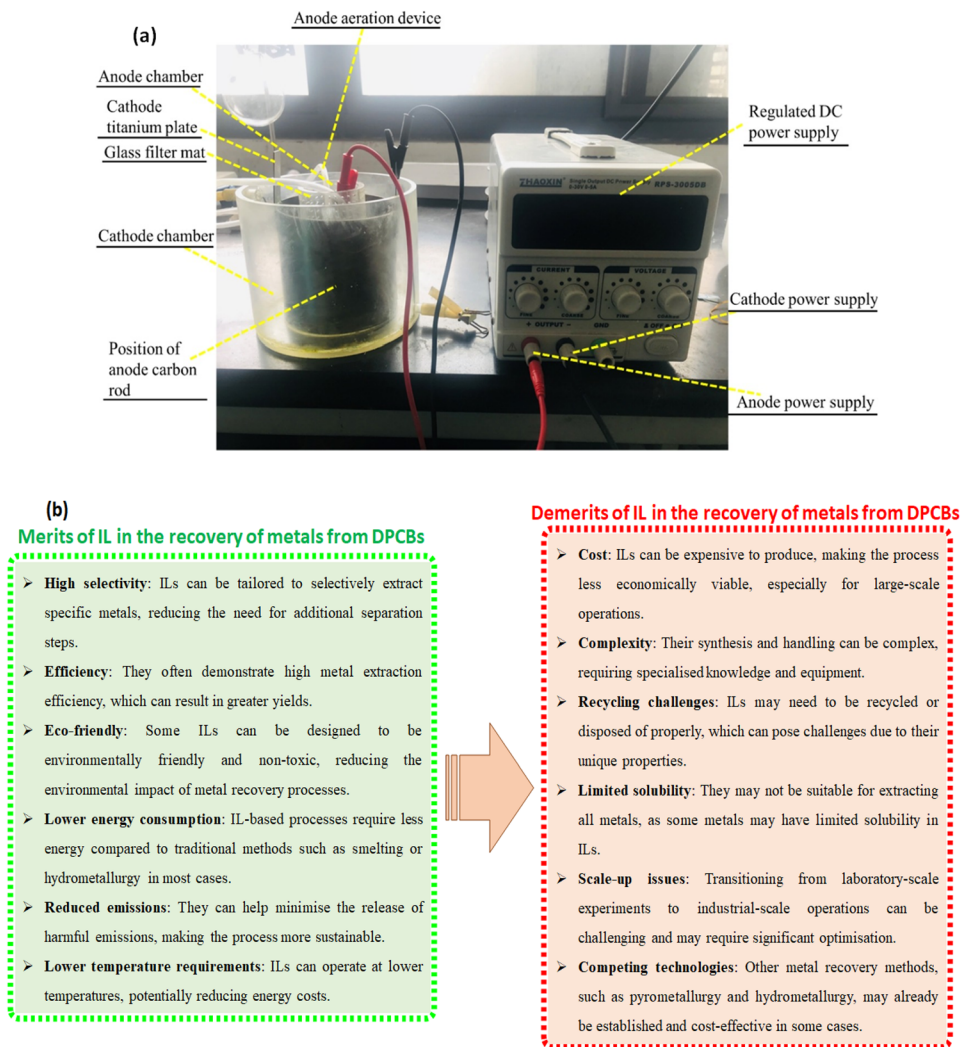 (a)
Anode aeration device
Anode chamber
Cathode
titanium plate
Glass filter mat
Cathode chamber
Position of
anode carbon
rod
Regulated DC
power supply
ZHAOXIN
Single Output DC Power
RPS-3005DB
CURRENT
VOLTAGE
FINE
COARSE
FINE
COARSE
+ OUTPUT −
GND
Cathode power supply
Anode power supply
(b)
Merits of IL in the recovery of metals from DPCBs
➢ High selectivity: ILs can be tailored to selectively extract
specific metals, reducing the need for additional separation
steps.
➢ Efficiency: They often demonstrate high metal extraction
efficiency, which can result in greater yields.
➢ Eco-friendly: Some ILs can be designed to be
environmentally friendly and non-toxic, reducing the
environmental impact of metal recovery processes.
➢ Lower energy consumption: IL-based processes require less
energy compared to traditional methods such as smelting or
hydrometallurgy in most cases.
➢ Reduced emissions: They can help minimise the release of
harmful emissions, making the process more sustainable.
➢ Lower temperature requirements: ILs can operate at lower
temperatures, potentially reducing energy costs.
Demerits of IL in the recovery of metals from DPCBs
➢ Cost: ILs can be expensive to produce, making the process
less economically viable, especially for large-scale
operations.
➢ Complexity: Their synthesis and handling can be complex,
requiring specialised knowledge and equipment.
➢ Recycling challenges: ILs may need to be recycled or
disposed of properly, which can pose challenges due to their
unique properties.
➢ Limited solubility: They may not be suitable for extracting
all metals, as some metals may have limited solubility in
ILs.
➢ Scale-up issues: Transitioning from laboratory-scale
experiments to industrial-scale operations can be
challenging and may require significant optimisation.
➢ Competing technologies: Other metal recovery methods,
such as pyrometallurgy and hydrometallurgy, may already
be established and cost-effective in some cases.